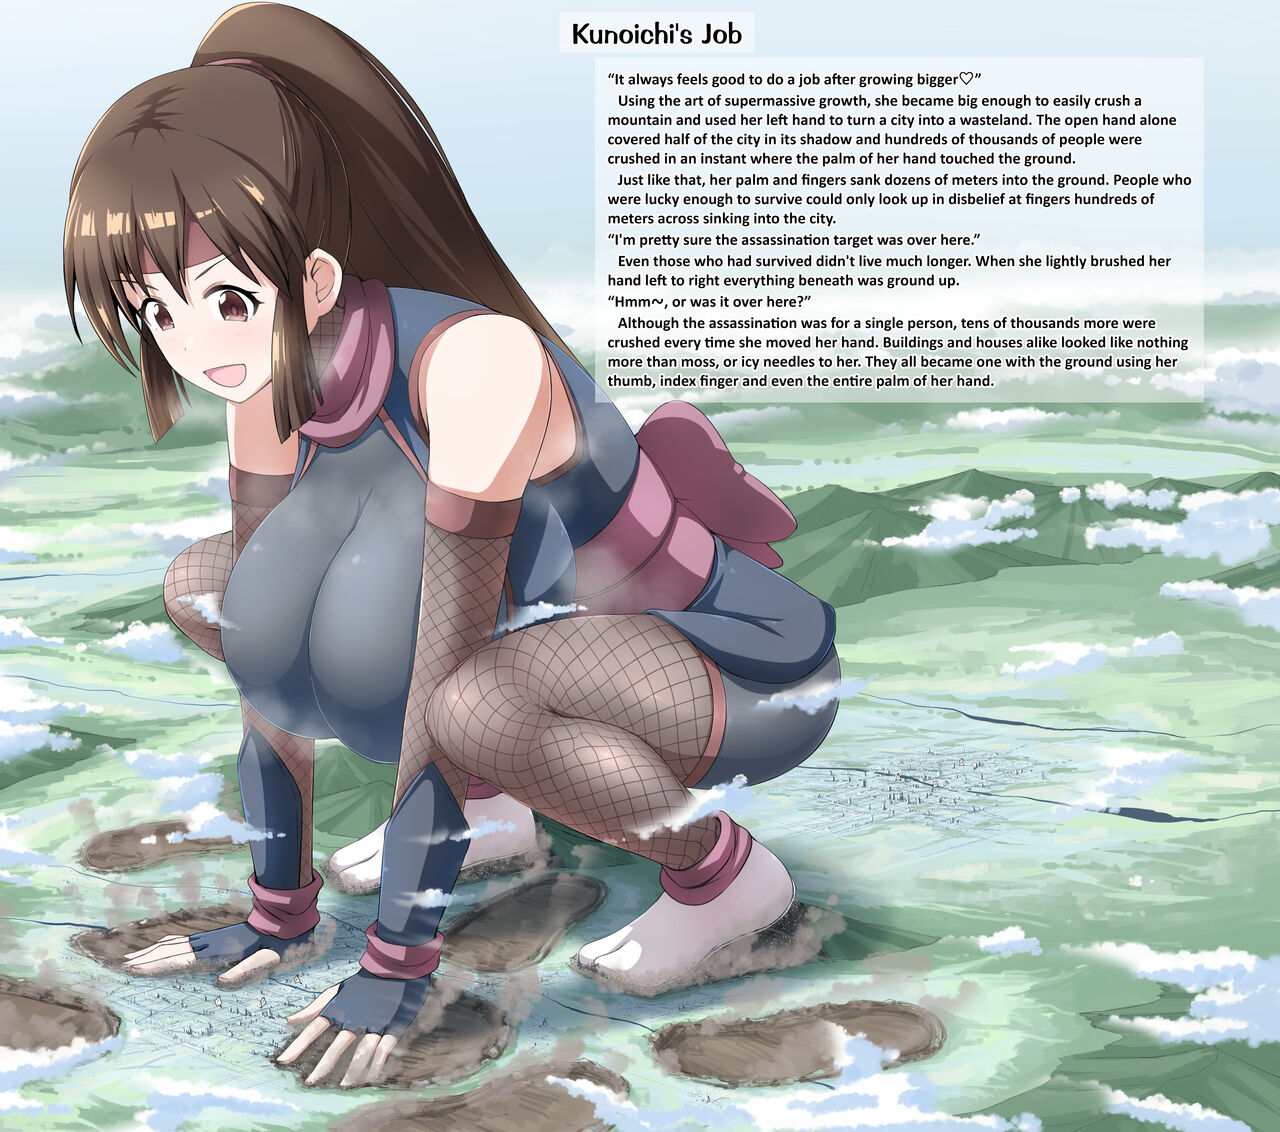 Kunoichi's Job
“It always feels good to do a job after growing bigger♡”
Using the art of supermassive growth, she became big enough to easily crush a
mountain and used her left hand to turn a city into a wasteland. The open hand alone
covered half of the city in its shadow and hundreds of thousands of people were
crushed in an instant where the palm of her hand touched the ground.
Just like that, her palm and fingers sank dozens of meters into the ground. People who
were lucky enough to survive could only look up in disbelief at fingers hundreds of
meters across sinking into the city.
“I'm pretty sure the assassination target was over here.”
Even those who had survived didn't live much longer. When she lightly brushed her
hand left to right everything beneath was ground up.
“Hmm~, or was it over here?”
Although the assassination was for a single person, tens of thousands more were
crushed every time she moved her hand. Buildings and houses alike looked like nothing
more than moss, or icy needles to her. They all became one with the ground using her
thumb, index finger and even the entire palm of her hand.